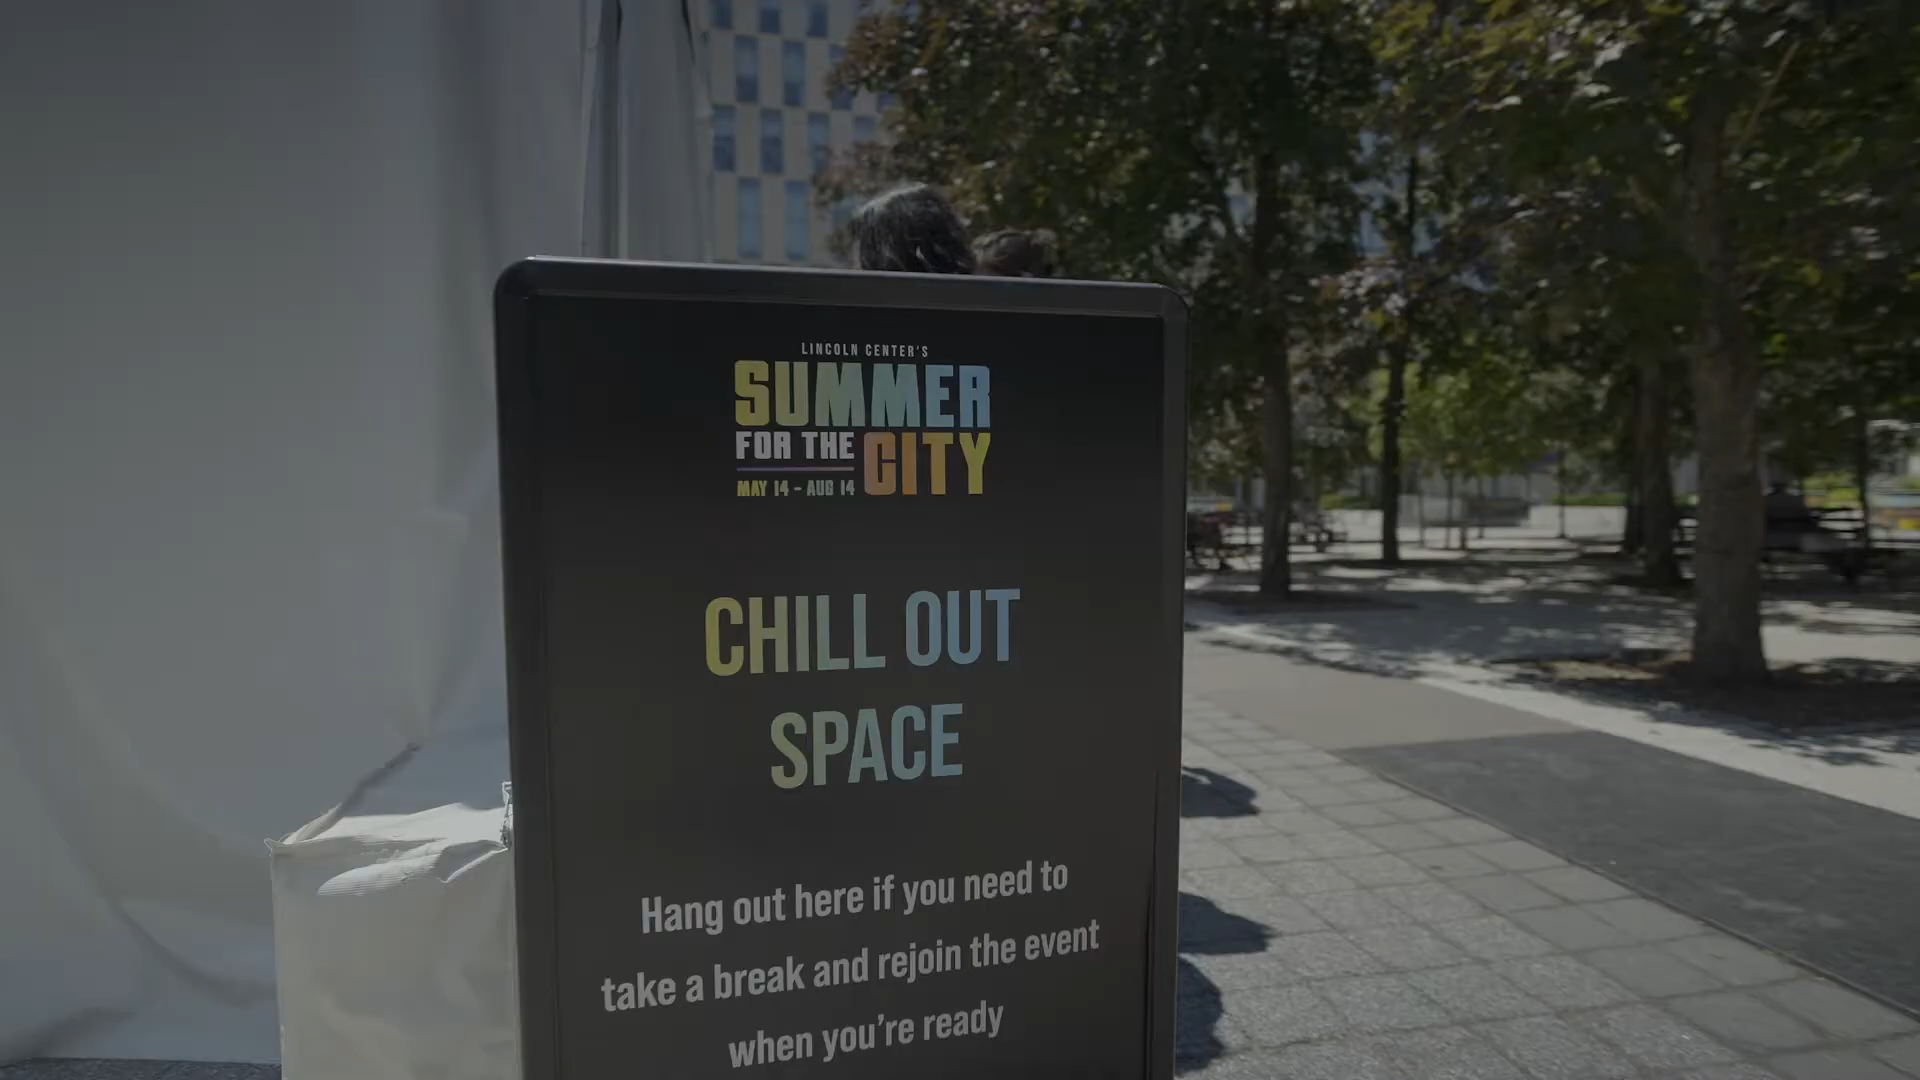 LINCOLN CENTER'S
SUMMER
FOR THE CITY
MAY 14 - AUG 14
CHILL OUT
SPACE
Hang out here if you need to
take a break and rejoin the event
when you're ready